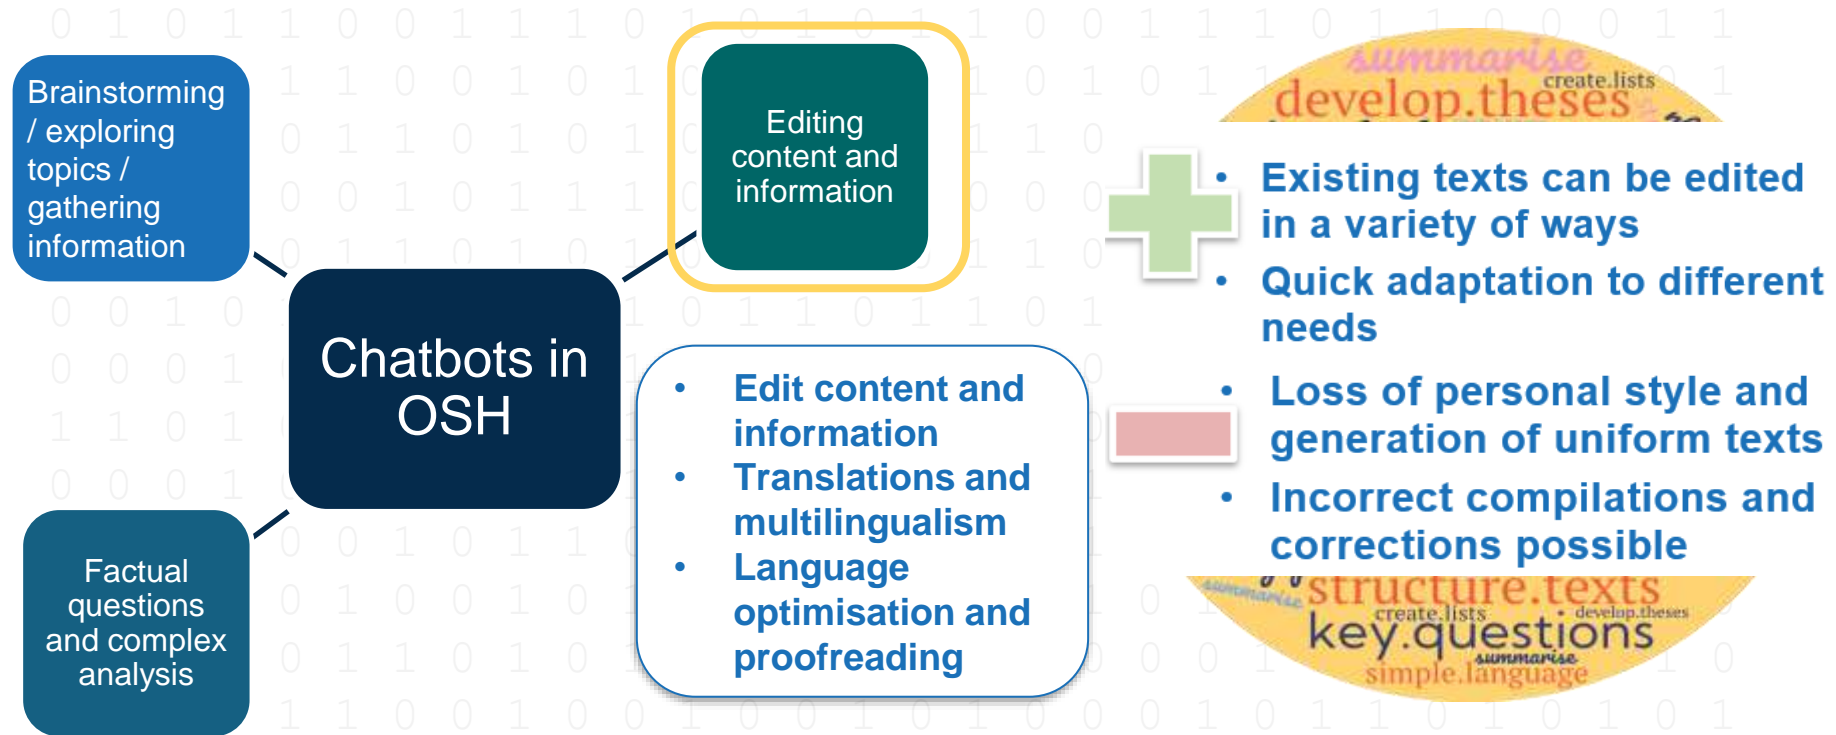 Brainstorming
/ exploring
topics /
gathering
information
Chatbots in
OSH
Factual
questions
and complex
analysis
Editing
content and
information
• Edit content and
information
• Translations and
multilingualism
• Language
optimisation and
proofreading
summarise
create.lists
develop.theses
• Existing texts can be edited
in a variety of ways
• Quick adaptation to different
needs
• Loss of personal style and
generation of uniform texts
• Incorrect compilations and
corrections possible
summarise
structure.texts
create.lists
develop.theses
key.questions
summarise
simple.language